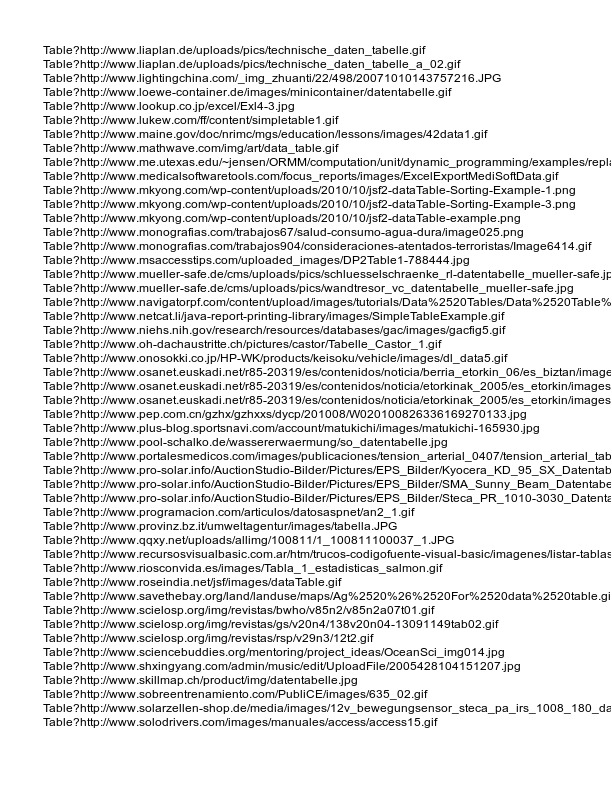 Table?http://www.liaplan.de/uploads/pics/technische_daten_tabelle.gif
Table?http://www.liaplan.de/uploads/pics/technische_daten_tabelle_a_02.gif
Table?http://www.lightingchina.com/_img_zhuanti/22/498/20071010143757216.JPG
Table?http://www.loewe-container.de/images/minicontainer/datentabelle.gif
Table?http://www.lookup.co.jp/excel/Exl4-3.jpg
Table?http://www.lukew.com/ff/content/simpletable1.gif
Table?http://www.maine.gov/doc/nrimc/mgs/education/lessons/images/42data1.gif
Table?http://www.mathwave.com/img/art/data_table.gif
Table?http://www.me.utexas.edu/~jensen/ORMM/computation/unit/dynamic_programming/examples/repla
Table?http://www.medicalsoftwaretools.com/focus_reports/images/ExcelExportMediSoftData.gif
Table?http://www.mkyong.com/wp-content/uploads/2010/10/jsf2-dataTable-Sorting-Example-1.png
Table?http://www.mkyong.com/wp-content/uploads/2010/10/jsf2-dataTable-Sorting-Example-3.png
Table?http://www.mkyong.com/wp-content/uploads/2010/10/jsf2-dataTable-example.png
Table?http://www.monografias.com/trabajos67/salud-consumo-agua-dura/image025.png
Table?http://www.monografias.com/trabajos904/consideraciones-atentados-terroristas/Image6414.gif
Table?http://www.msaccesstips.com/uploaded_images/DP2Table1-788444.jpg
Table?http://www.mueller-safe.de/cms/uploads/pics/schluesselschraenke_rl-datentabelle_mueller-safe.jp
Table?http://www.mueller-safe.de/cms/uploads/pics/wandtresor_vc_datentabelle_mueller-safe.jpg
Table?http://www.navigatorpf.com/content/upload/images/tutorials/Data%2520Tables/Data%2520Table%
Table?http://www.netcat.li/java-report-printing-library/images/SimpleTableExample.gif
Table?http://www.niehs.nih.gov/research/resources/databases/gac/images/gacfig5.gif
Table?http://www.oh-dachaustritte.ch/pictures/castor/Tabelle_Castor_1.gif
Table?http://www.onosokki.co.jp/HP-WK/products/keisoku/vehicle/images/dl_data5.gif
Table?http://www.osanet.euskadi.net/r85-20319/es/contenidos/noticia/berria_etorkin_06/es_biztan/image
Table?http://www.osanet.euskadi.net/r85-20319/es/contenidos/noticia/etorkinak_2005/es_etorkin/images
Table?http://www.osanet.euskadi.net/r85-20319/es/contenidos/noticia/etorkinak_2005/es_etorkin/images
Table?http://www.pep.com.cn/gzhx/gzhxxs/dycp/201008/W020100826336169270133.jpg
Table?http://www.plus-blog.sportsnavi.com/account/matukichi/images/matukichi-165930.jpg
Table?http://www.pool-schalko.de/wassererwaermung/so_datentabelle.jpg
Table?http://www.portalesmedicos.com/images/publicaciones/tension_arterial_0407/tension_arterial_tab
Table?http://www.pro-solar.info/AuctionStudio-Bilder/Pictures/EPS_Bilder/Kyocera_KD_95_SX_Datentab
Table?http://www.pro-solar.info/AuctionStudio-Bilder/Pictures/EPS_Bilder/SMA_Sunny_Beam_Datentabe
Table?http://www.pro-solar.info/AuctionStudio-Bilder/Pictures/EPS_Bilder/Steca_PR_1010-3030_Datenta
Table?http://www.programacion.com/articulos/datosaspnet/an2_1.gif
Table?http://www.provinz.bz.it/umweltagentur/images/tabella.JPG
Table?http://www.qqxy.net/uploads/allimg/100811/1_100811100037_1.JPG
Table?http://www.recursosvisualbasic.com.ar/htm/trucos-codigofuente-visual-basic/imagenes/listar-tablas
Table?http://www.riosconvida.es/images/Tabla_1_estadisticas_salmon.gif
Table?http://www.roseindia.net/jsf/images/dataTable.gif
Table?http://www.savethebay.org/land/landuse/maps/Ag%2520%26%2520For%2520data%2520table.gi
Table?http://www.scielosp.org/img/revistas/bwho/v85n2/v85n2a07t01.gif
Table?http://www.scielosp.org/img/revistas/gs/v20n4/138v20n04-13091149tab02.gif
Table?http://www.scielosp.org/img/revistas/rsp/v29n3/12t2.gif
Table?http://www.sciencebuddies.org/mentoring/project_ideas/OceanSci_img014.jpg
Table?http://www.shxingyang.com/admin/music/edit/UploadFile/2005428104151207.jpg
Table?http://www.skillmap.ch/product/img/datentabelle.jpg
Table?http://www.sobreentrenamiento.com/PubliCE/images/635_02.gif
Table?http://www.solarzellen-shop.de/media/images/12v_bewegungsensor_steca_pa_irs_1008_180_da
Table?http://www.solodrivers.com/images/manuales/access/access15.gif